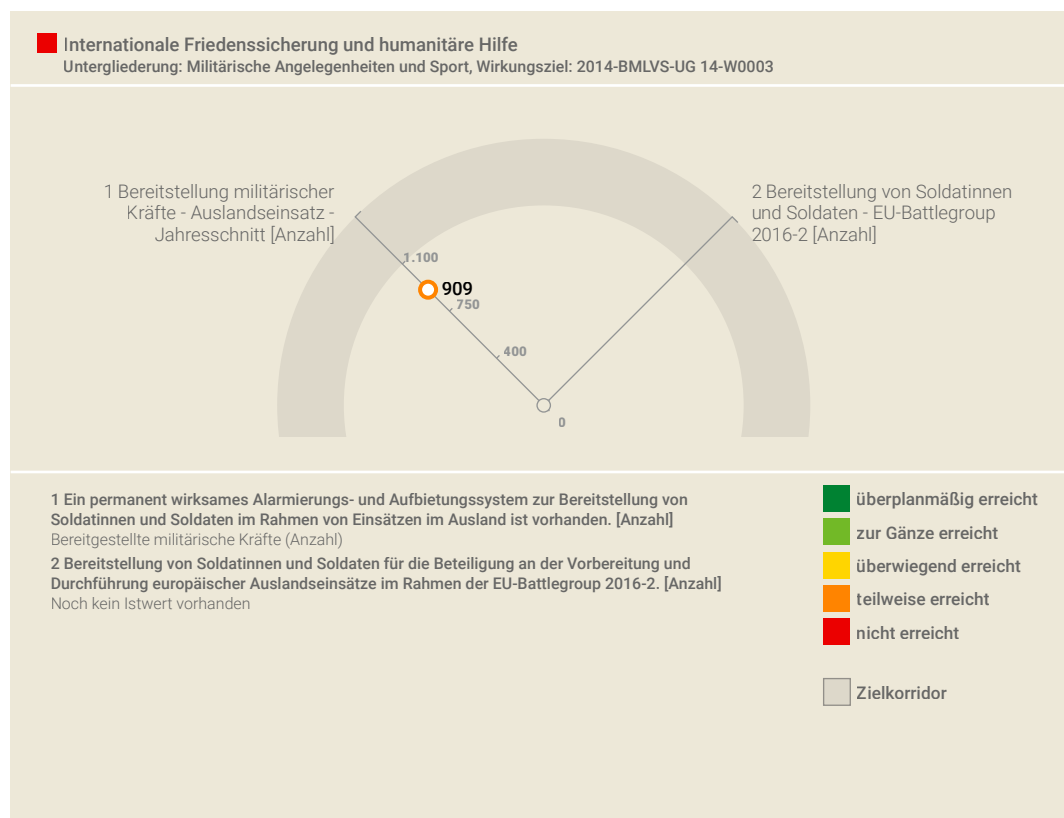 Internationale Friedenssicherung und humanitäre Hilfe
Untergliederung: Militärische Angelegenheiten und Sport, Wirkungsziel: 2014-BMLVS-UG 14-W0003
1 Bereitstellung militärischer
Kräfte - Auslandseinsatz -
Jahresschnitt [Anzahl]
2 Bereitstellung von Soldatinnen
und Soldaten - EU-Battlegroup
2016-2 [Anzahl]
1.100
909
750
400
0
1 Ein permanent wirksames Alarmierungs- und Aufbietungssystem zur Bereitstellung von
Soldatinnen und Soldaten im Rahmen von Einsätzen im Ausland ist vorhanden. [Anzahl]
Bereitgestellte militärische Kräfte (Anzahl)
2 Bereitstellung von Soldatinnen und Soldaten für die Beteiligung an der Vorbereitung und
Durchführung europäischer Auslandseinsätze im Rahmen der EU-Battlegroup 2016-2. [Anzahl]
Noch kein Istwert vorhanden
überplanmäßig erreicht
zur Gänze erreicht
überwiegend erreicht
teilweise erreicht
nicht erreicht
Zielkorridor